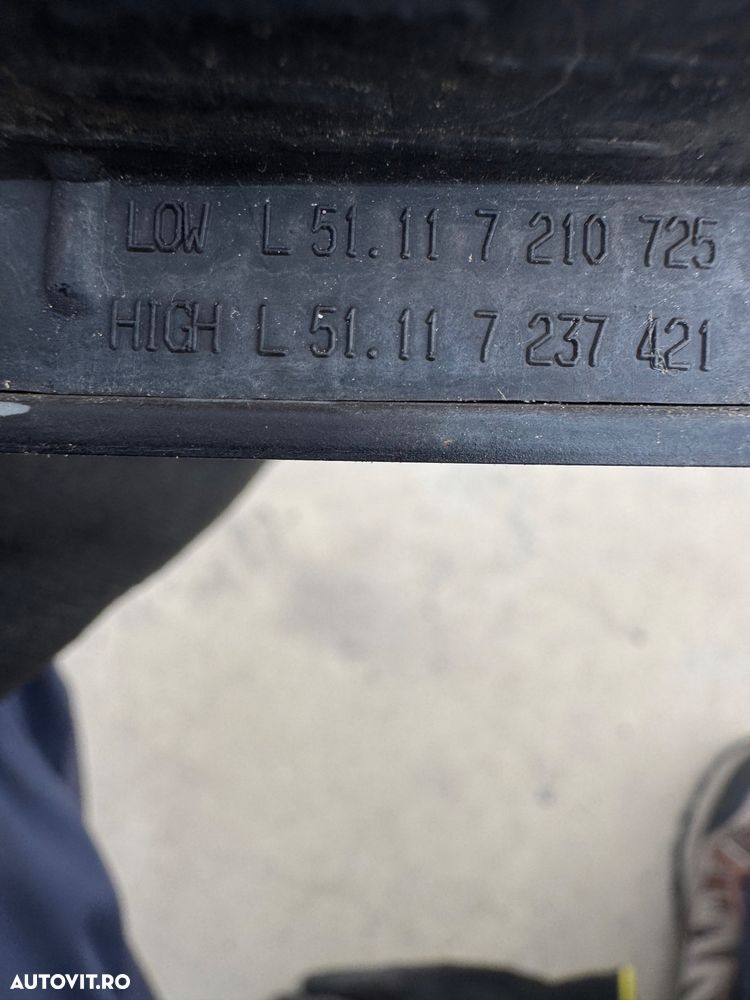 LOW L 51.11 7 210 725
HIGH L 51.11 7 237 421
AUTOVIT.RO